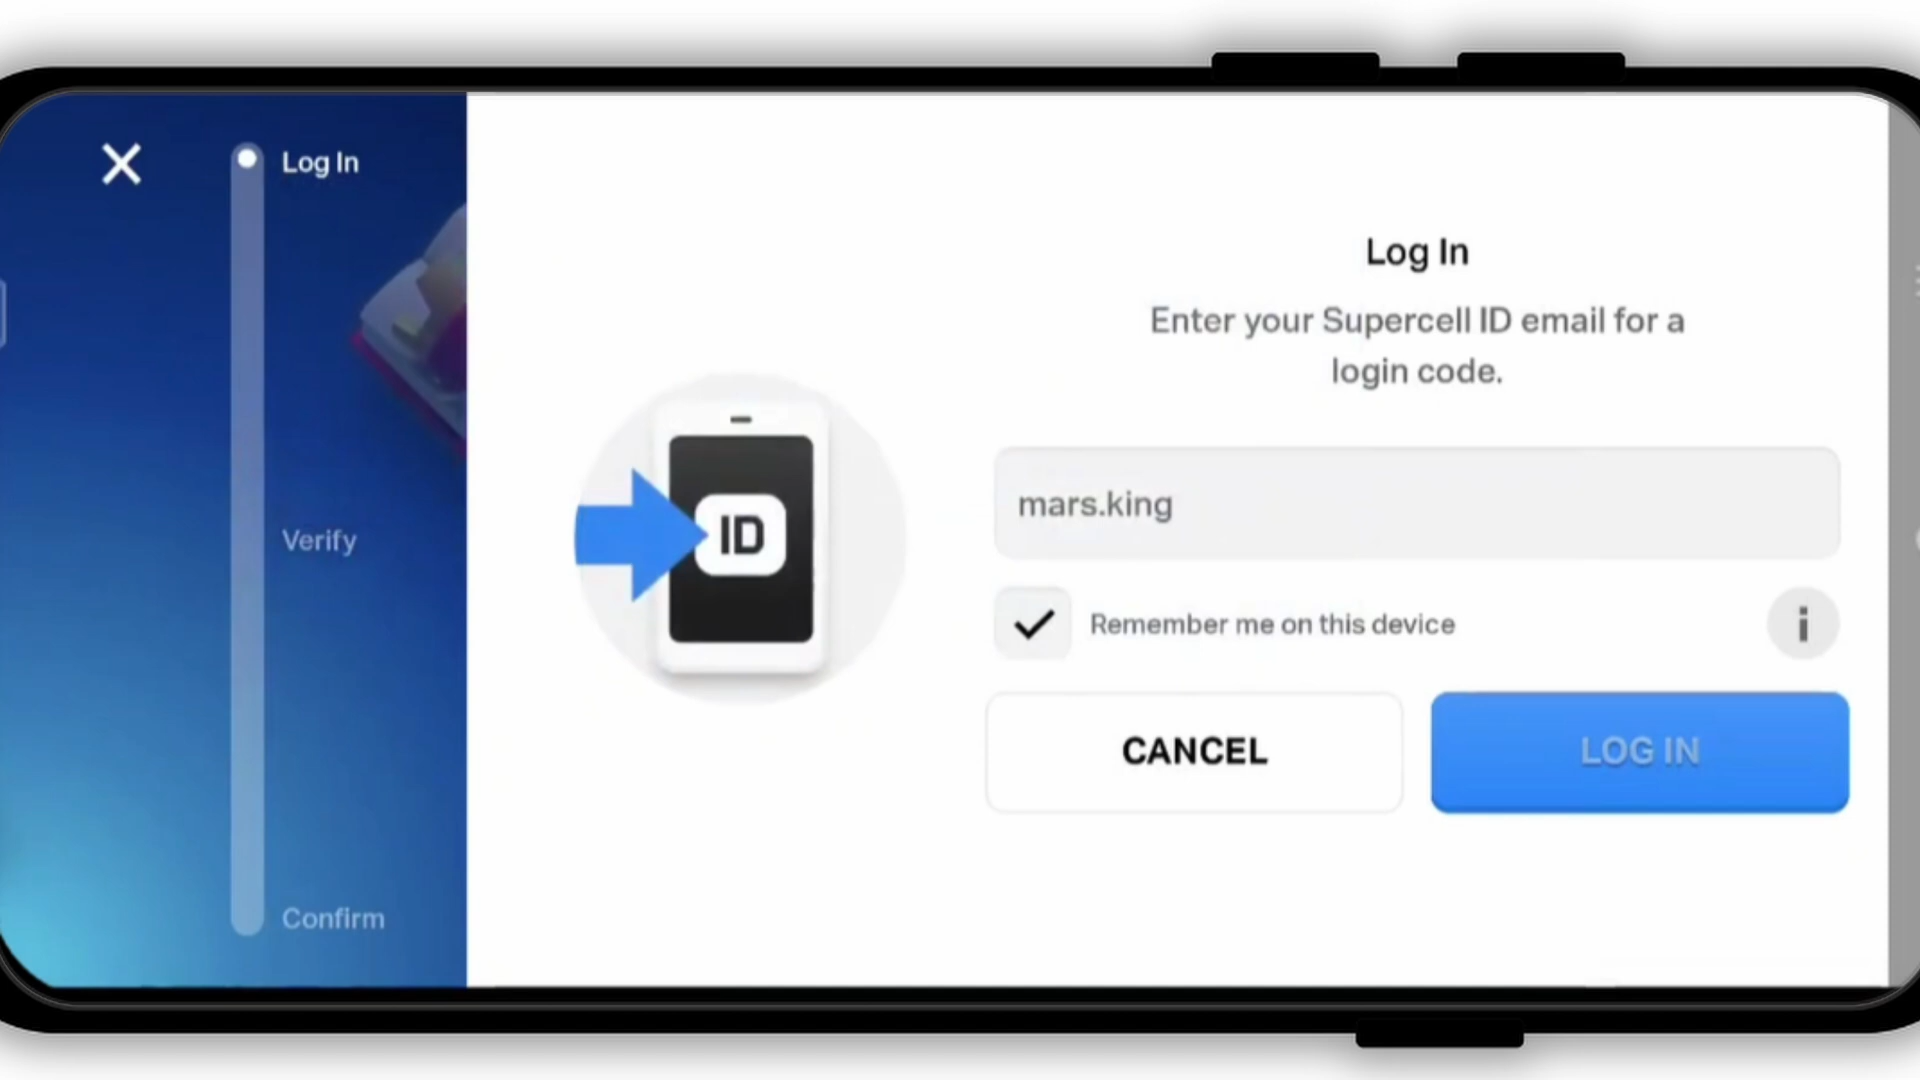 Log In
Verify
Confirm
ID
Log In
Enter your Supercell ID email for a
login code.
mars.king
Remember me on this device
i
CANCEL
LOG IN